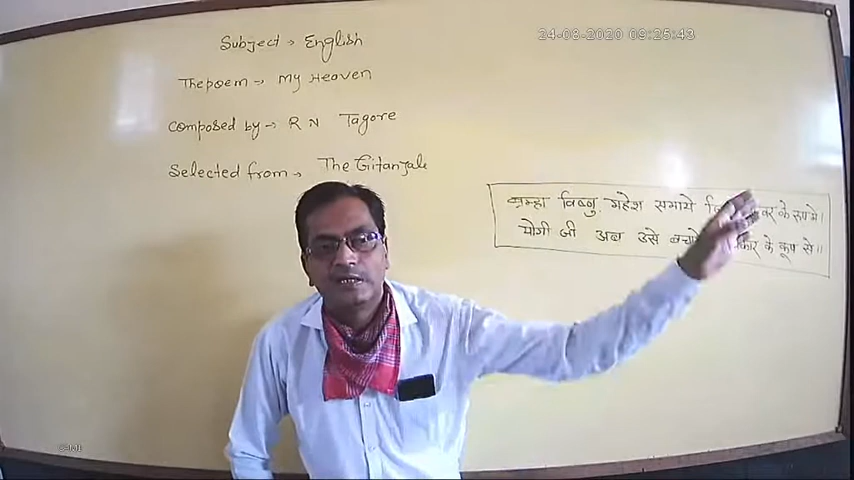 24-08-2020 09:25:43
Subject → English
The poem → My Heaven
Composed by → R N Tagore
Selected from → The Gitanjale
ब्रम्हा विष्नु महेश समाये के रूप मे।
योगी जी अब उसे के कूप से॥